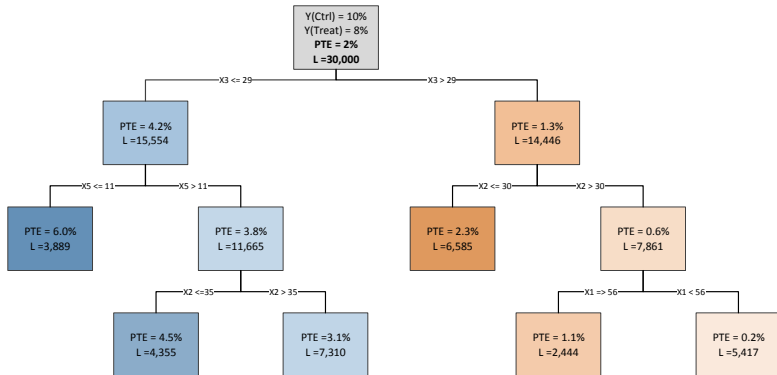 Y(Ctrl) = 10%
Y(Treat) = 8%
PTE = 2%
L =30,000
X3 <= 29
X3 > 29
PTE = 4.2%
L =15,554
PTE = 1.3%
L =14,446
X5 <= 11
X5 > 11
X2 <= 30
X2 > 30
PTE = 6.0%
L =3,889
PTE = 3.8%
L =11,665
PTE = 2.3%
L =6,585
PTE = 0.6%
L =7,861
X2 <=35
X2 > 35
X1 => 56
X1 < 56
PTE = 4.5%
L =4,355
PTE =3.1%
L =7,310
PTE = 1.1%
L =2,444
PTE = 0.2%
L =5,417